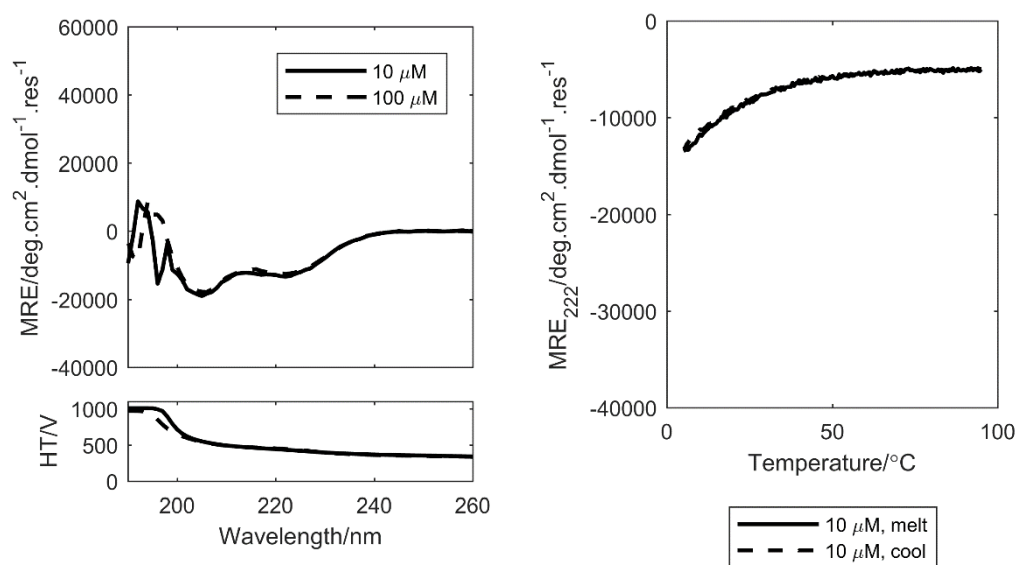 60000
40000
20000
0
-20000
-40000
MRE/deg.cm².dmol⁻¹.res⁻¹
10 μM
100 μM
1000
500
0
HT/V
200 220 240 260
Wavelength/nm
0
-10000
-20000
-30000
-40000
MRE₂₂₂/deg.cm².dmol⁻¹.res⁻¹
0 50 100
Temperature/°C
10 μM, melt
10 μM, cool